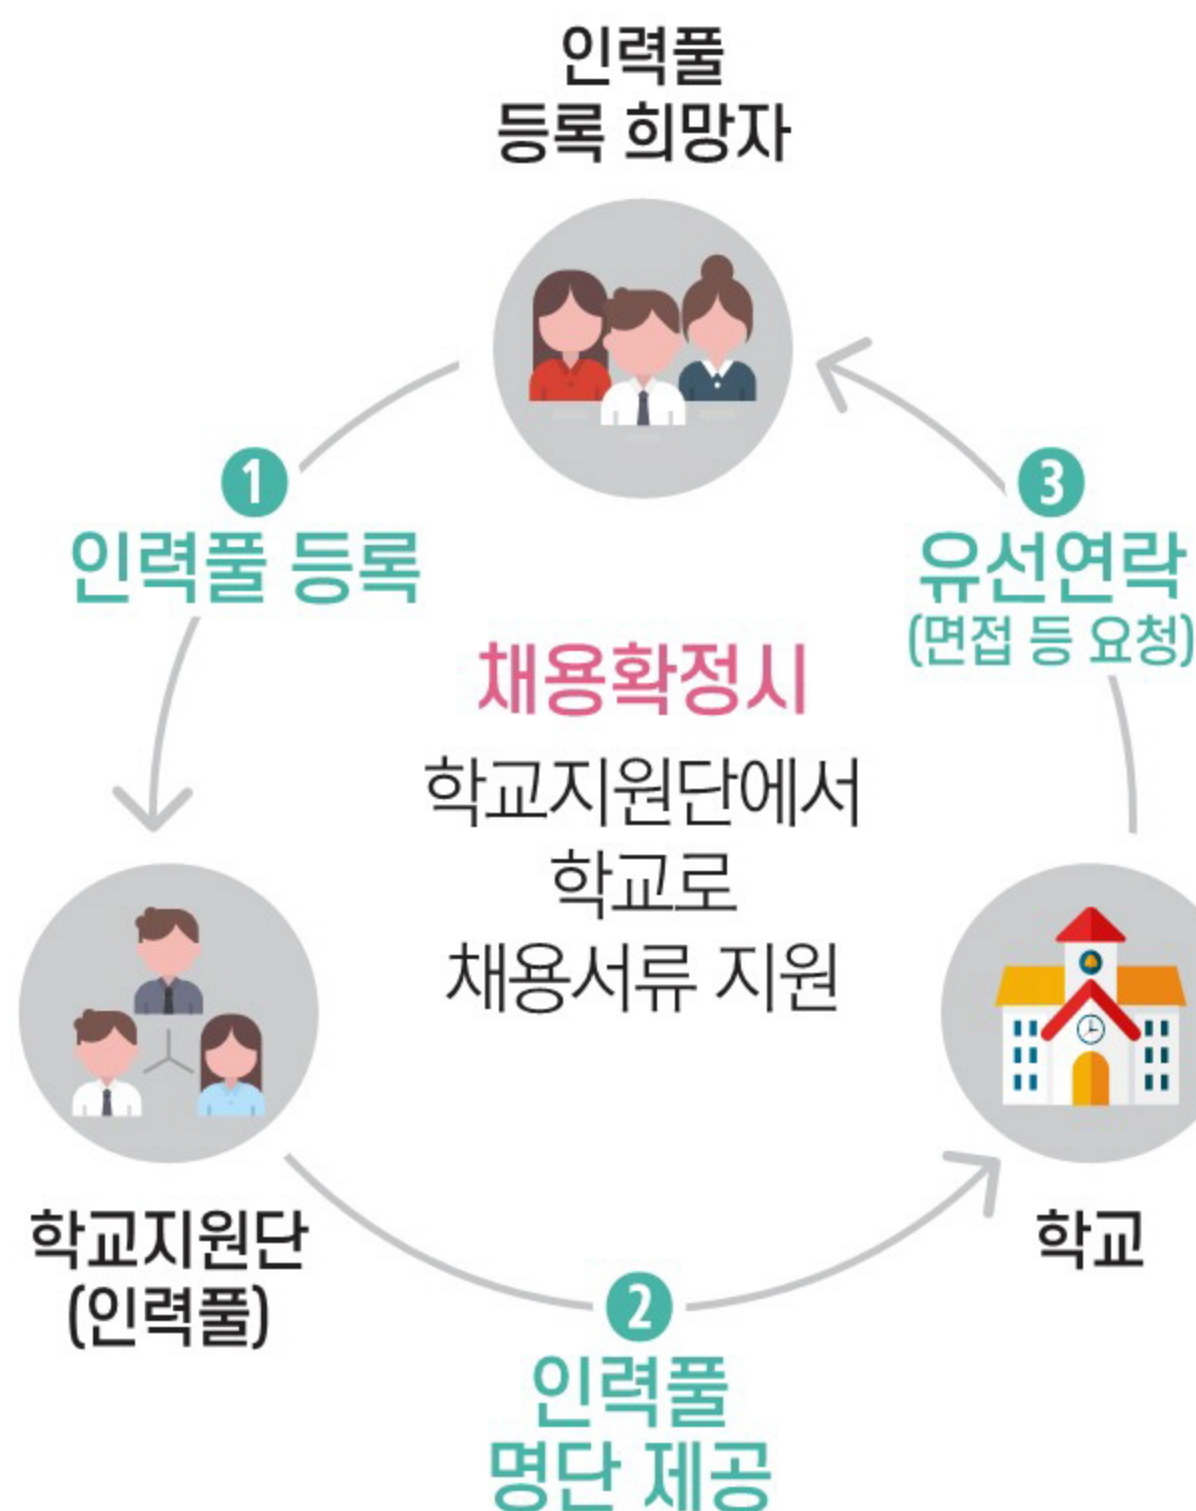 인력풀
등록 희망자
1
인력풀 등록
3
유선연락
(면접 등 요청)
채용확정시
학교지원단에서
학교로
채용서류 지원
학교지원단
(인력풀)
학교
2
인력풀
명단 제공